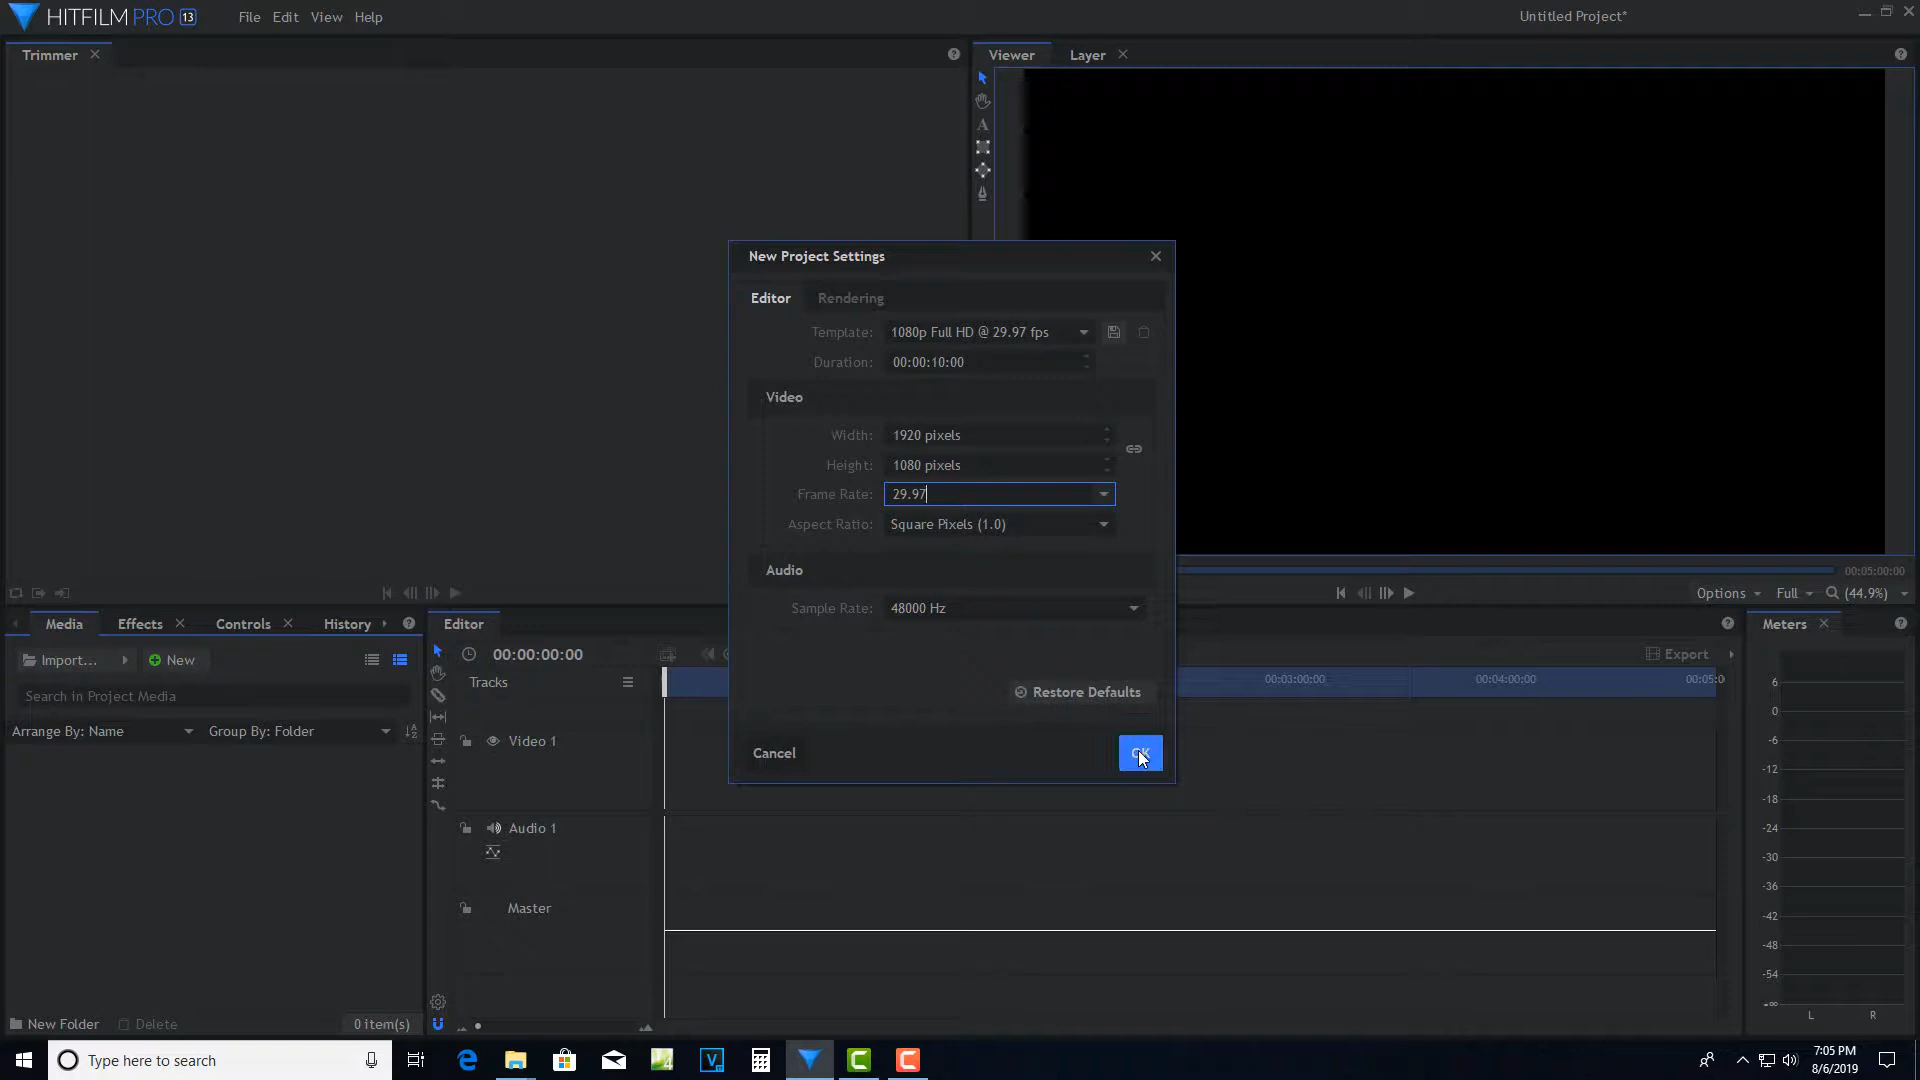 HITFILM PRO 13 File Edit View Help Untitled Project*
Trimmer
Viewer Layer
New Project Settings
Editor Rendering
Template: 1080p Full HD @ 29.97 fps
Duration: 00:00:10:00
Video
Width: 1920 pixels
Height: 1080 pixels
Frame Rate: 29.97
Aspect Ratio: Square Pixels (1.0)
Audio
Sample Rate: 48000 Hz
Restore Defaults
Cancel OK
00:05:00:00
Options Full (44.9%)
Media Effects Controls History
Import... New
Search in Project Media
Arrange By: Name Group By: Folder
New Folder Delete 0 item(s)
Editor
00:00:00:00 Export
Tracks 00:03:00:00 00:04:00:00 00:05:0
Video 1
Audio 1
Master
Meters
6
0
-6
-12
-18
-24
-30
-36
-42
-48
-54
-∞
L R
Type here to search
7:05 PM
8/6/2019